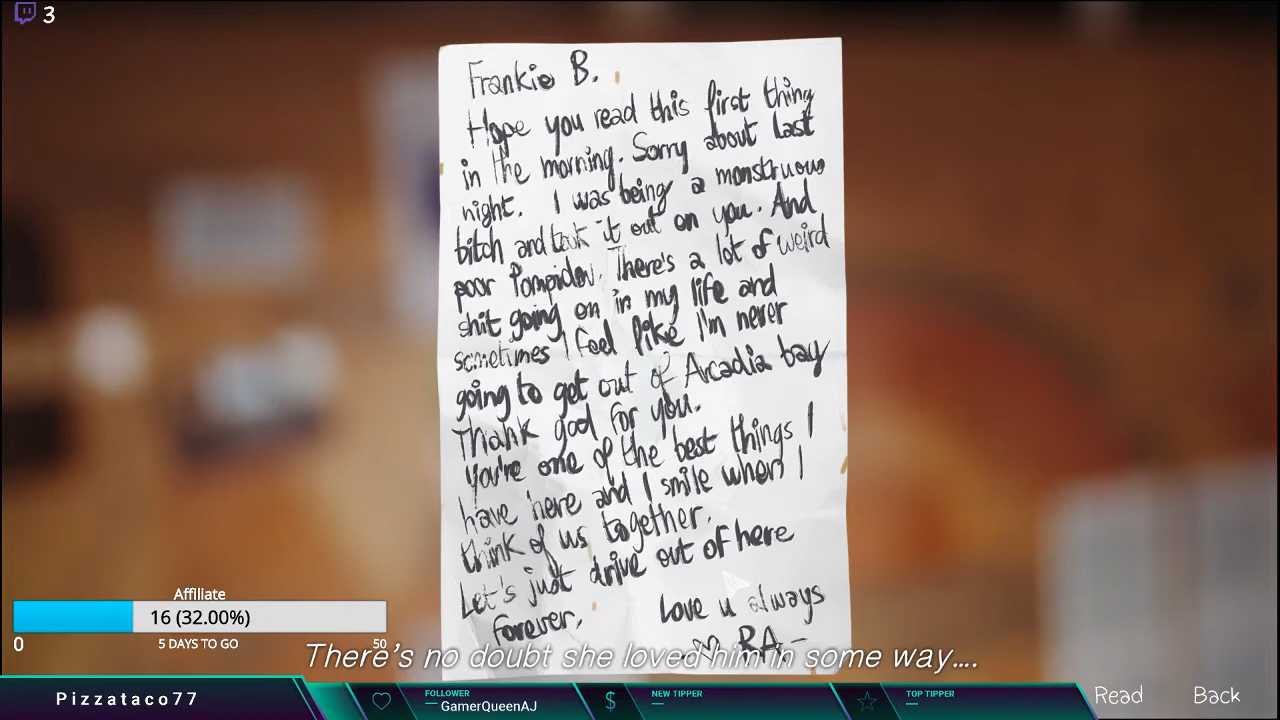 3
Frankie B.
Hope you read this first thing
in the morning. Sorry about last
night. I was being a monstruous
bitch and took it out on you. And
poor Pompidou. There's a lot of weird
shit going on in my life and
sometimes I feel like I'm never
going to get out of Arcadia bay
Thank god for you.
You're one of the best things I
have here and I smile when I
think of us together.
Let's just drive out of here
forever.
Love u always
♡ RA -
Affiliate
16 (32.00%)
0 5 DAYS TO GO 50
There's no doubt she loved him in some way....
Pizzataco77
FOLLOWER
GamerQueenAJ
$
NEW TIPPER
—
TOP TIPPER
—
Read Back